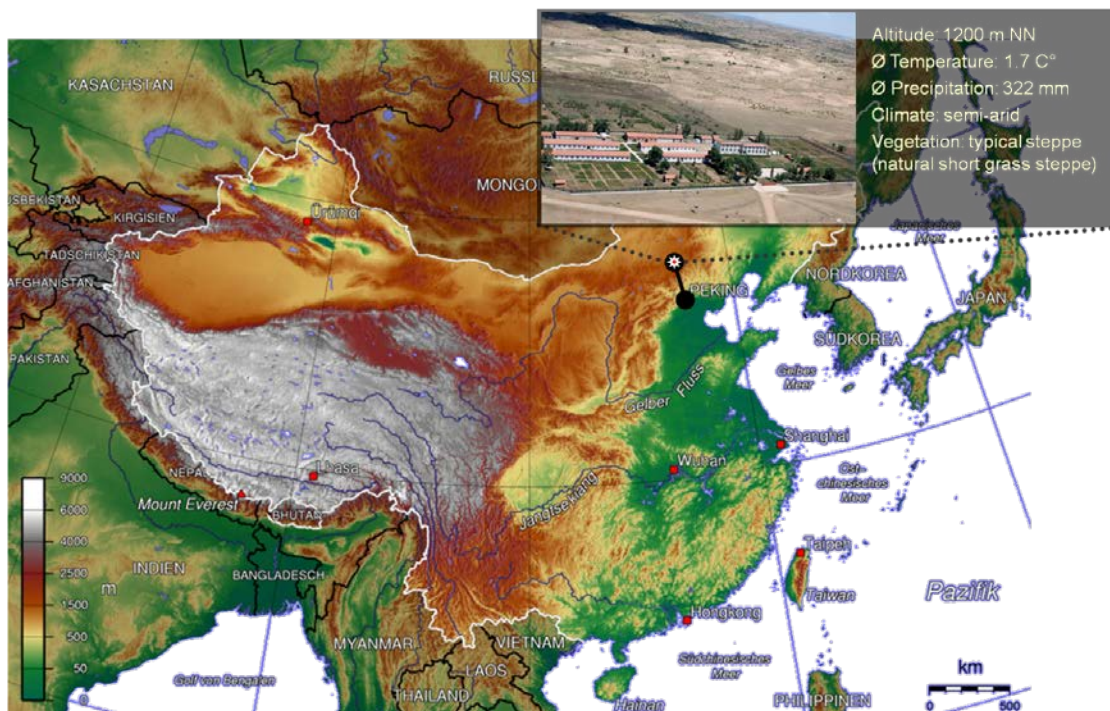 Altitude: 1200 m NN
Ø Temperature: 1.7 C°
Ø Precipitation: 322 mm
Climate: semi-arid
Vegetation: typical steppe
(natural short grass steppe)
KASACHSTAN
RUSSL
MONGO
USBEKISTAN
KIRGISIEN
Ürümqi
TADSCHIKISTAN
AFGHANISTAN
PAKISTAN
Japanisches
Meer
NORDKOREA
PEKING
JAPAN
SÜDKOREA
Gelbes
Meer
Gelber Fluss
Shanghai
Wuhan
Ost-
chinesisches
Meer
Jangtsekiang
Lhasa
NEPAL
Mount Everest
BHUTAN
INDIEN
BANGLADESCH
Taipeh
Taiwan
Pazifik
Hongkong
MYANMAR
VIETNAM
LAOS
Südchinesisches
Meer
Golf von Bengalen
THAILAND
Hainan
PHILIPPINEN
9000
6000
4000
2500
1500
500
50
0
m
km
0
500